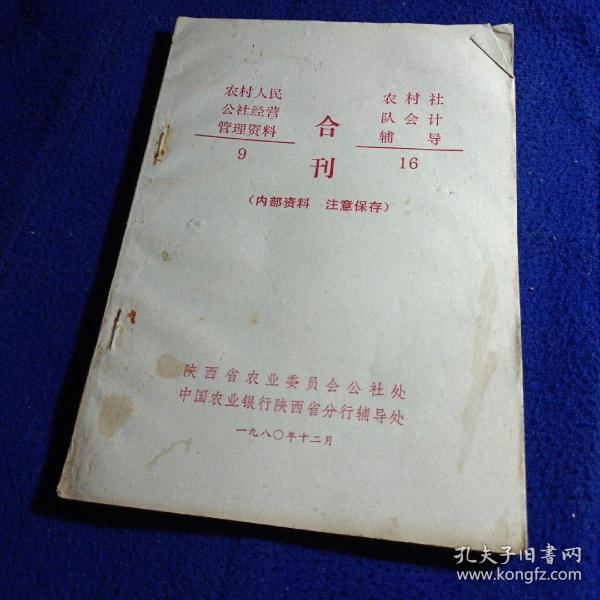 农村人民
公社经营
管理资料
9
合
刊
农村社
队会计
辅导
16
（内部资料 注意保存）
陕西省农业委员会公社处
中国农业银行陕西省分行辅导处
一九八〇年十二月
孔夫子旧书网
www.kongfz.com